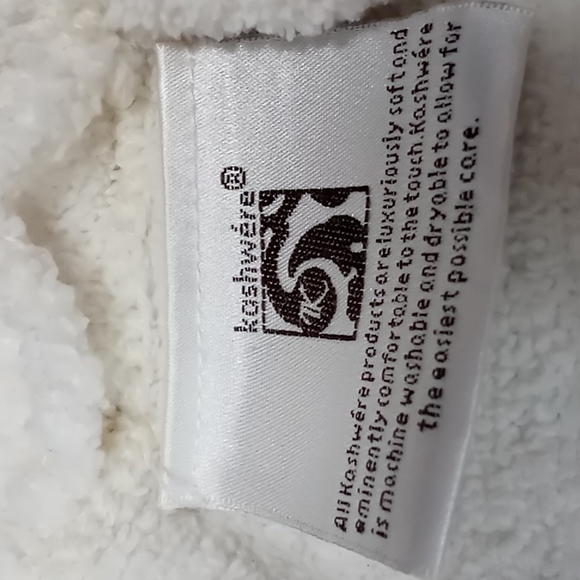 kashwére®
All Kashwére products are luxuriously soft and
eminently comfortable to the touch. Kashwére
is machine washable and dryable to allow for
the easiest possible care.